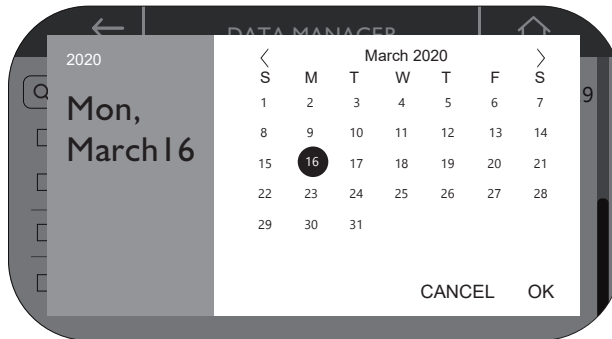 DATA MANAGER
2020
Mon,
March16
March 2020
S M T W T F S
1 2 3 4 5 6 7
8 9 10 11 12 13 14
15 16 17 18 19 20 21
22 23 24 25 26 27 28
29 30 31
9
CANCEL OK